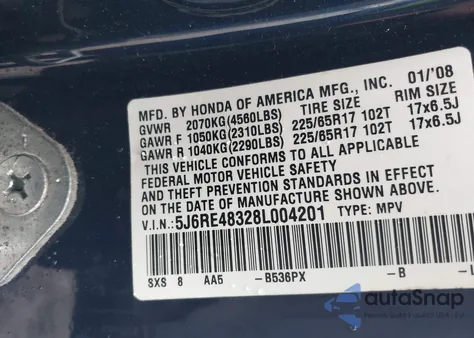 MFD. BY HONDA OF AMERICA MFG., INC. 01/'08
GVWR 2070KG(4560LBS) TIRE SIZE RIM SIZE
GAWR F 1050KG(2310LBS) 225/65R17 102T 17x6.5J
GAWR R 1040KG(2290LBS) 225/65R17 102T 17x6.5J
THIS VEHICLE CONFORMS TO ALL APPLICABLE
FEDERAL MOTOR VEHICLE SAFETY
AND THEFT PREVENTION STANDARDS IN EFFECT
ON THE DATE OF MANUFACTURE SHOWN ABOVE.
V.I.N.:5J6RE48328L004201 TYPE: MPV
SXS 8 AA5 -B536PX -B
autoSnap